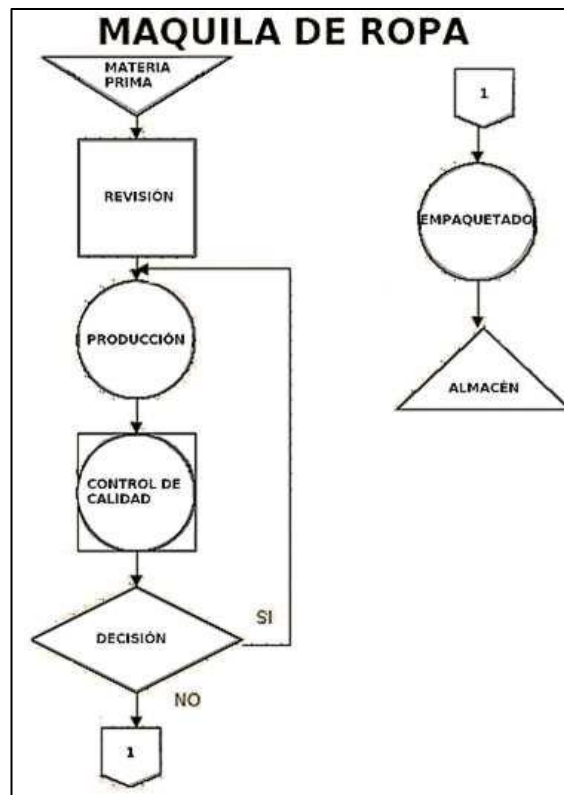 MAQUILA DE ROPA
MATERIA
PRIMA
REVISIÓN
PRODUCCIÓN
CONTROL DE
CALIDAD
DECISIÓN
SI
NO
1
1
EMPAQUETADO
ALMACÉN